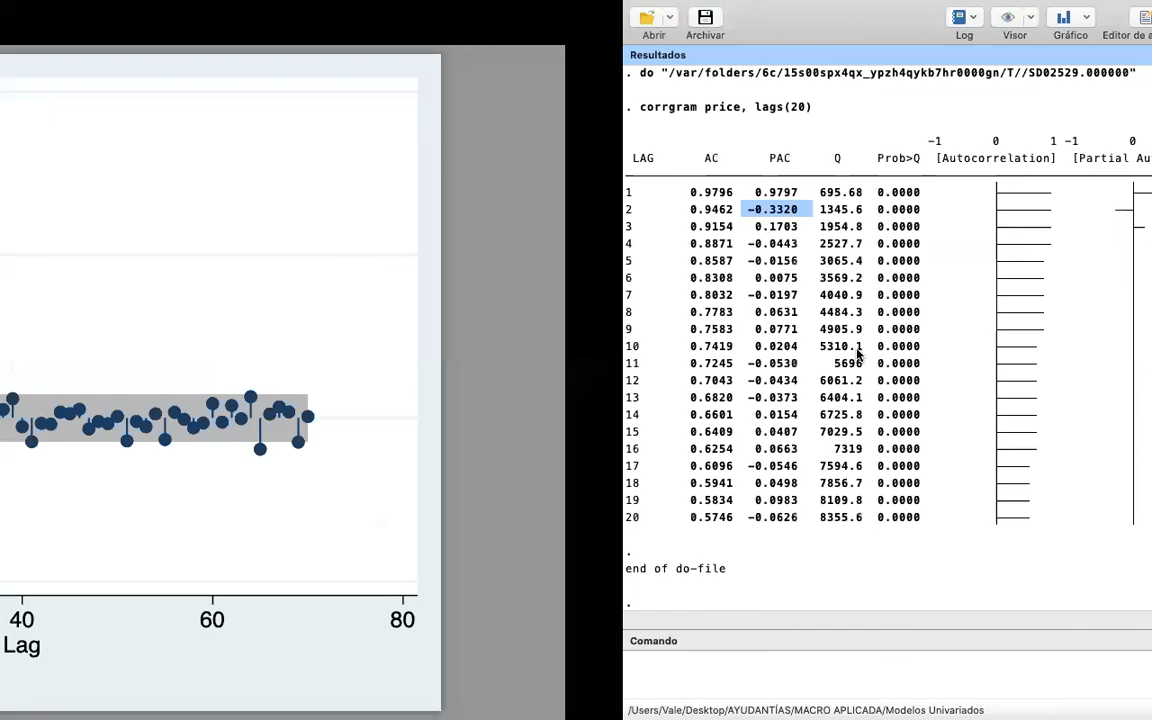 Abrir Archivar Log Visor Gráfico Editor de a
Resultados
. do "/var/folders/6c/15s00spx4qx_ypzh4qykb7hr0000gn/T//SD02529.000000"
. corrgram price, lags(20)
-1 0 1 -1 0
LAG AC PAC Q Prob>Q [Autocorrelation] [Partial Au
1 0.9796 0.9797 695.68 0.0000
2 0.9462 -0.3320 1345.6 0.0000
3 0.9154 0.1703 1954.8 0.0000
4 0.8871 -0.0443 2527.7 0.0000
5 0.8587 -0.0156 3065.4 0.0000
6 0.8308 0.0075 3569.2 0.0000
7 0.8032 -0.0197 4040.9 0.0000
8 0.7783 0.0631 4484.3 0.0000
9 0.7583 0.0771 4905.9 0.0000
10 0.7419 0.0204 5310.1 0.0000
11 0.7245 -0.0530 5696 0.0000
12 0.7043 -0.0434 6061.2 0.0000
13 0.6820 -0.0373 6404.1 0.0000
14 0.6601 0.0154 6725.8 0.0000
15 0.6409 0.0407 7029.5 0.0000
16 0.6254 0.0663 7319 0.0000
17 0.6096 -0.0546 7594.6 0.0000
18 0.5941 0.0498 7856.7 0.0000
19 0.5834 0.0983 8109.8 0.0000
20 0.5746 -0.0626 8355.6 0.0000
.
end of do-file
.
Comando
/Users/Vale/Desktop/AYUDANTÍAS/MACRO APLICADA/Modelos Univariados
40 60 80
Lag